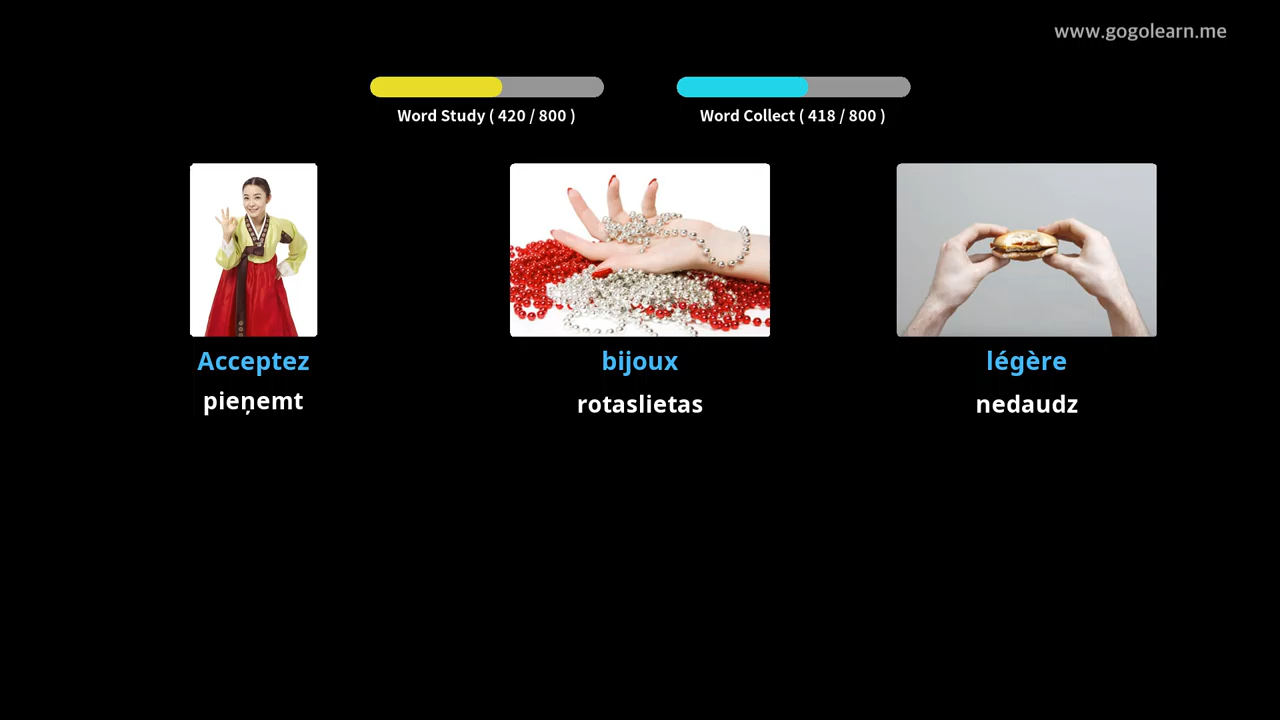 www.gogolearn.me
Word Study ( 420 / 800 )
Word Collect ( 418 / 800 )
Acceptez
pieņemt
bijoux
rotaslietas
légère
nedaudz